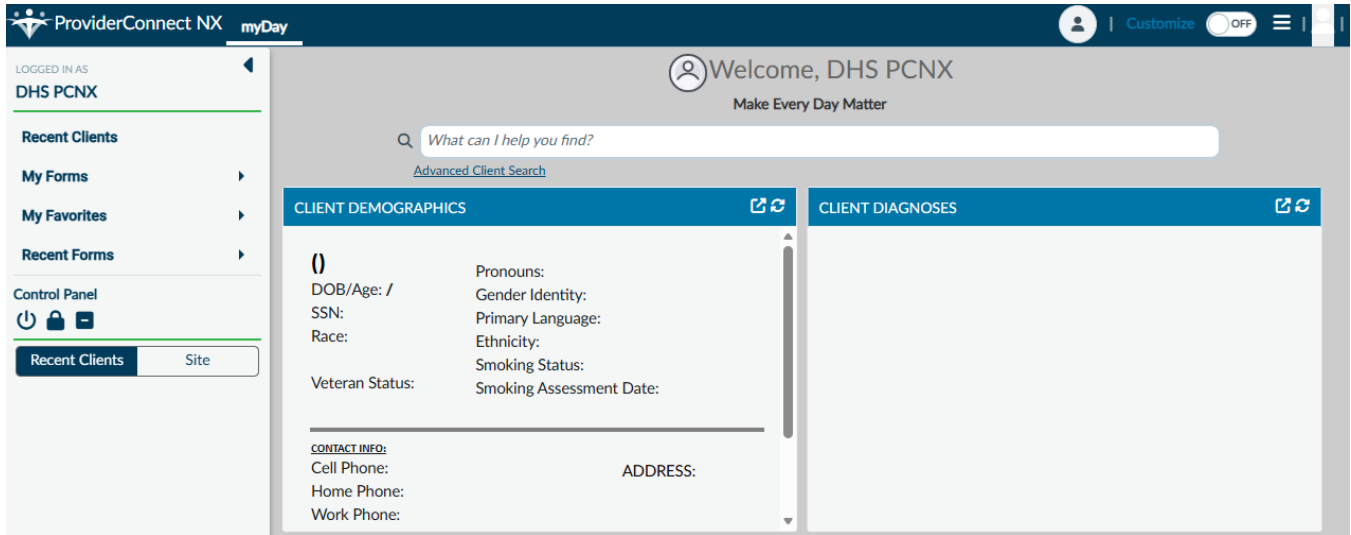 ProviderConnect NX myDay | Customize OFF | |
LOGGED IN AS
DHS PCNX
Recent Clients
My Forms
My Favorites
Recent Forms
Control Panel
Recent Clients Site
Welcome, DHS PCNX
Make Every Day Matter
What can I help you find?
Advanced Client Search
CLIENT DEMOGRAPHICS
()
DOB/Age: /
SSN:
Race:
Veteran Status:
Pronouns:
Gender Identity:
Primary Language:
Ethnicity:
Smoking Status:
Smoking Assessment Date:
CONTACT INFO:
Cell Phone:
Home Phone:
Work Phone:
ADDRESS:
CLIENT DIAGNOSES